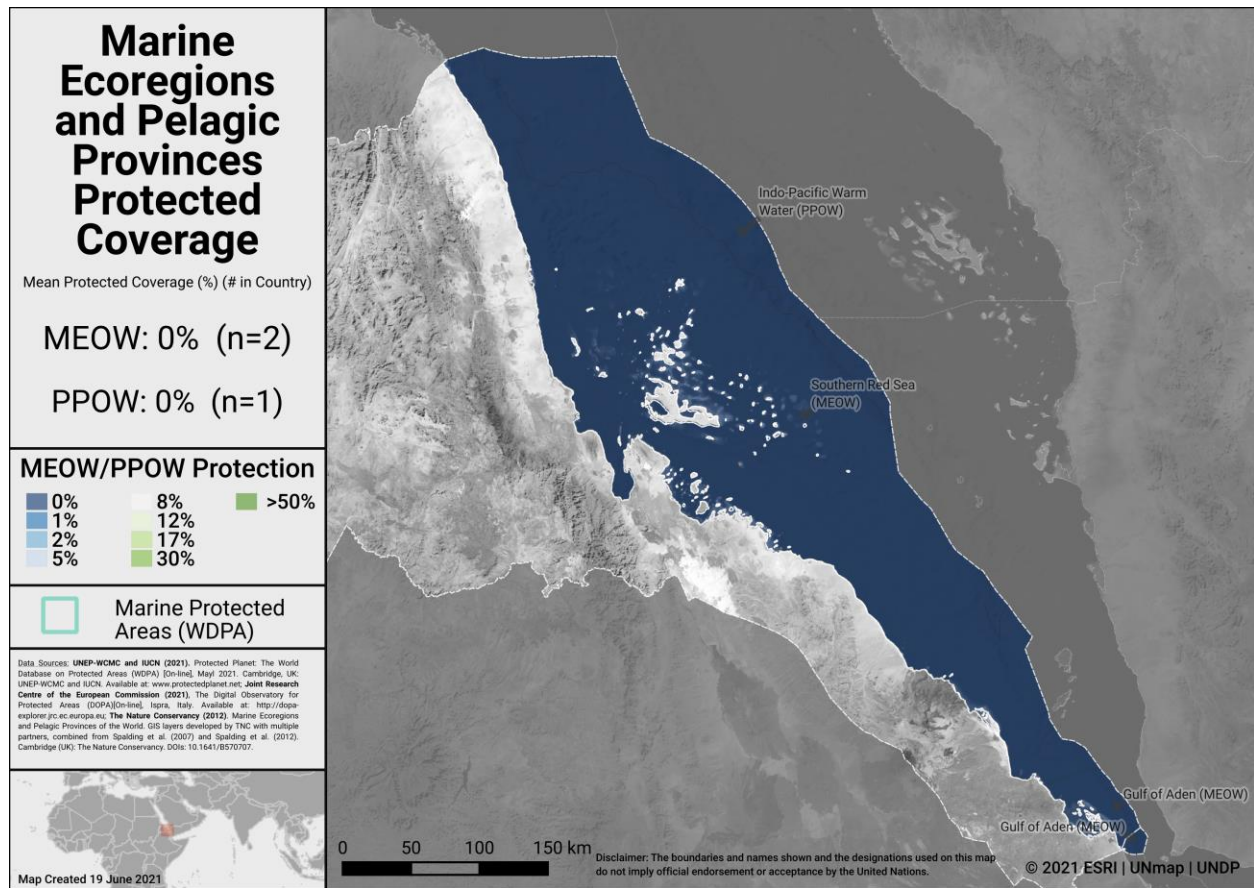 Marine
Ecoregions
and Pelagic
Provinces
Protected
Coverage
Mean Protected Coverage (%) (# in Country)
MEOW: 0% (n=2)
PPOW: 0% (n=1)
MEOW/PPOW Protection
0%
1%
2%
5%
8%
12%
17%
30%
>50%
Marine Protected
Areas (WDPA)
Data Sources: UNEP-WCMC and IUCN (2021). Protected Planet: The World
Database on Protected Areas (WDPA) [On-line], Mayl 2021. Cambridge, UK:
UNEP-WCMC and IUCN. Available at: www.protectedplanet.net; Joint Research
Centre of the European Commission (2021), The Digital Observatory for
Protected Areas (DOPA)[On-line], Ispra, Italy. Available at: http://dopa-
explorer.jrc.ec.europa.eu; The Nature Conservancy (2012). Marine Ecoregions
and Pelagic Provinces of the World. GIS layers developed by TNC with multiple
partners, combined from Spalding et al. (2007) and Spalding et al. (2012).
Cambridge (UK): The Nature Conservancy. DOIs: 10.1641/B570707.
Map Created 19 June 2021
Indo-Pacific Warm
Water (PPOW)
Southern Red Sea
(MEOW)
Gulf of Aden (MEOW)
Gulf of Aden (MEOW)
0 50 100 150 km
Disclaimer: The boundaries and names shown and the designations used on this map
do not imply official endorsement or acceptance by the United Nations.
© 2021 ESRI | UNmap | UNDP